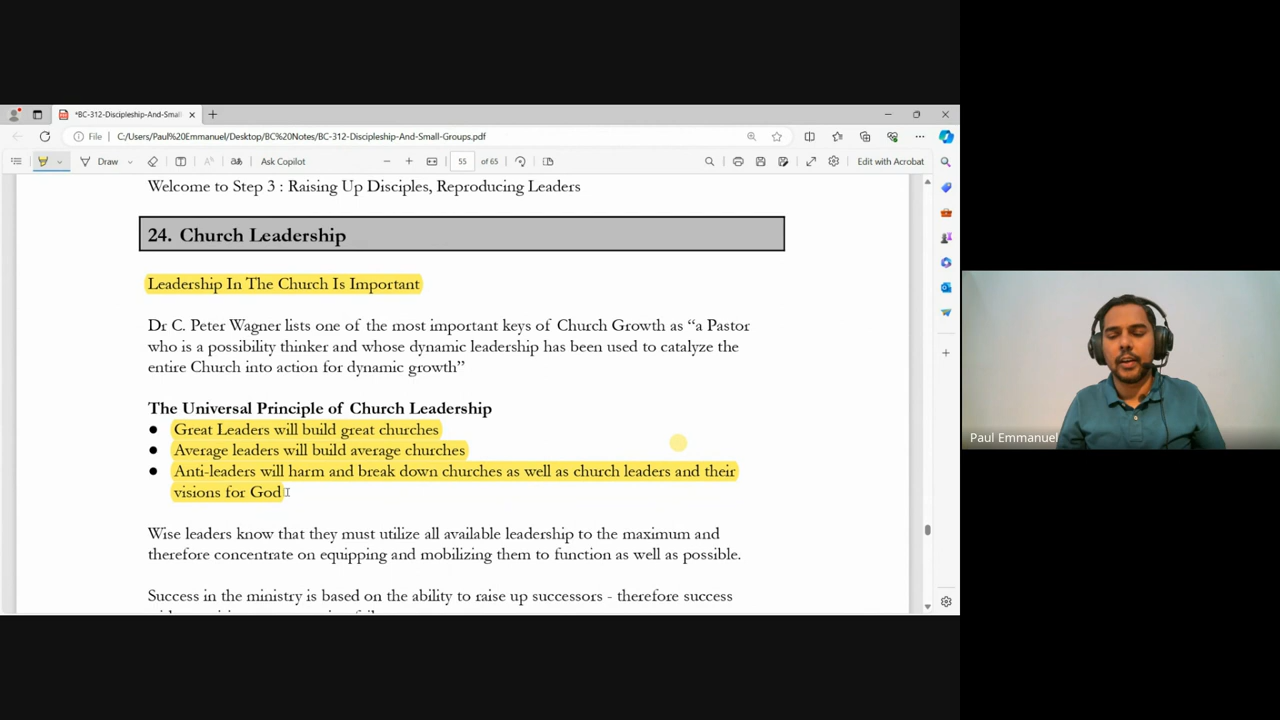 *BC-312-Discipleship-And-Smal
File
C:/Users/Paul%20Emmanuel/Desktop/BC%20Notes/BC-312-Discipleship-And-Small-Groups.pdf
Draw
Ask Copilot
55 of 65
Edit with Acrobat
Welcome to Step 3 : Raising Up Disciples, Reproducing Leaders
24. Church Leadership
Leadership In The Church Is Important
Dr C. Peter Wagner lists one of the most important keys of Church Growth as “a Pastor
who is a possibility thinker and whose dynamic leadership has been used to catalyze the
entire Church into action for dynamic growth”
The Universal Principle of Church Leadership
● Great Leaders will build great churches
● Average leaders will build average churches
● Anti-leaders will harm and break down churches as well as church leaders and their
visions for God
Wise leaders know that they must utilize all available leadership to the maximum and
therefore concentrate on equipping and mobilizing them to function as well as possible.
Success in the ministry is based on the ability to raise up successors - therefore success
Paul Emmanuel